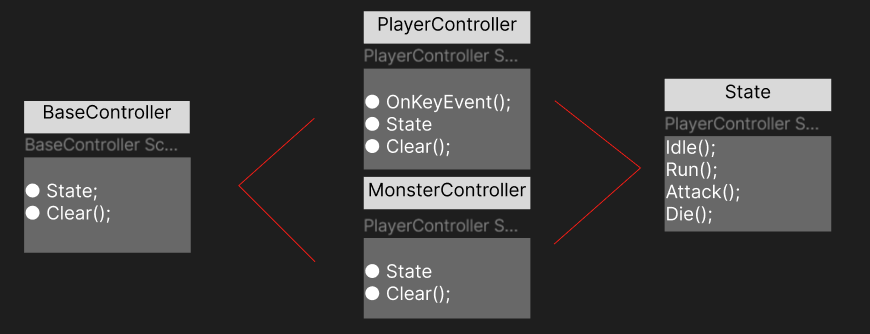 BaseController
BaseController Sc...
● State;
● Clear();
PlayerController
PlayerController S...
● OnKeyEvent();
● State
● Clear();
MonsterController
PlayerController S...
● State
● Clear();
State
PlayerController S...
Idle();
Run();
Attack();
Die();